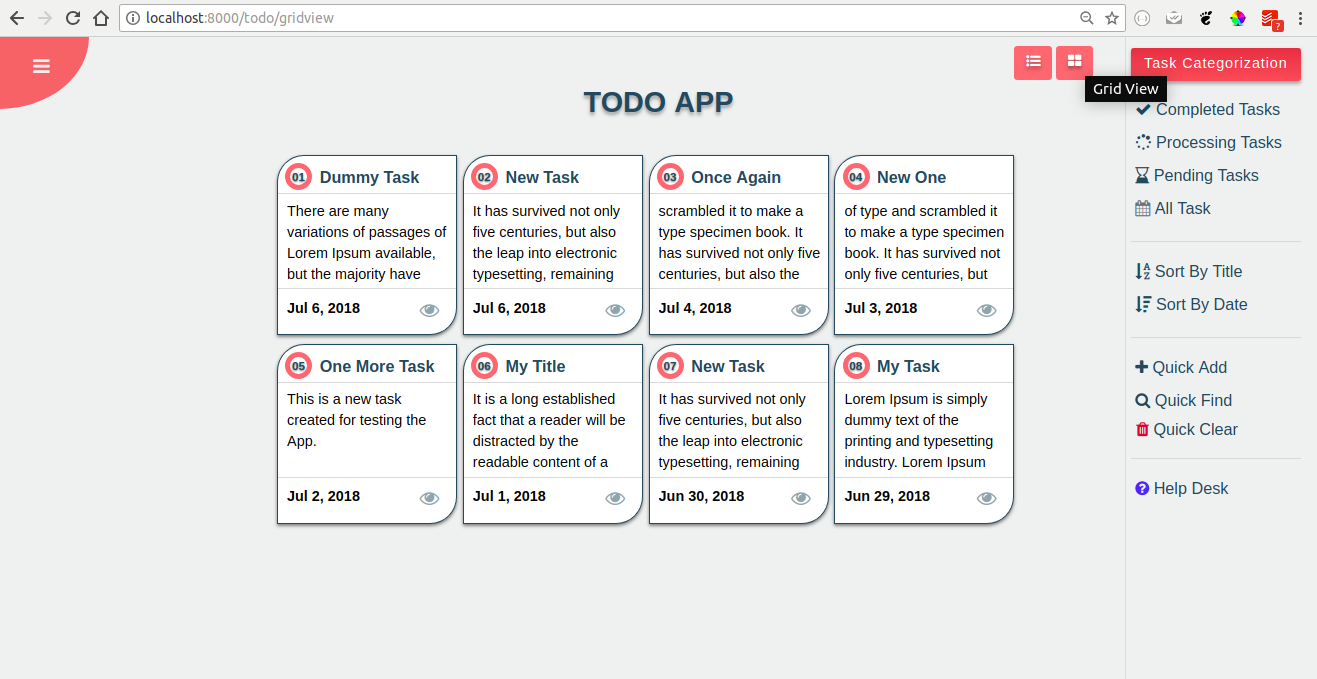 localhost:8000/todo/gridview
?
Task Categorization
Grid View
TODO APP
Completed Tasks
Processing Tasks
Pending Tasks
All Task
Sort By Title
Sort By Date
Quick Add
Quick Find
Quick Clear
Help Desk
01 Dummy Task
There are many
variations of passages of
Lorem Ipsum available,
but the majority have
Jul 6, 2018
02 New Task
It has survived not only
five centuries, but also
the leap into electronic
typesetting, remaining
Jul 6, 2018
03 Once Again
scrambled it to make a
type specimen book. It
has survived not only five
centuries, but also the
Jul 4, 2018
04 New One
of type and scrambled it
to make a type specimen
book. It has survived not
only five centuries, but
Jul 3, 2018
05 One More Task
This is a new task
created for testing the
App.
Jul 2, 2018
06 My Title
It is a long established
fact that a reader will be
distracted by the
readable content of a
Jul 1, 2018
07 New Task
It has survived not only
five centuries, but also
the leap into electronic
typesetting, remaining
Jun 30, 2018
08 My Task
Lorem Ipsum is simply
dummy text of the
printing and typesetting
industry. Lorem Ipsum
Jun 29, 2018